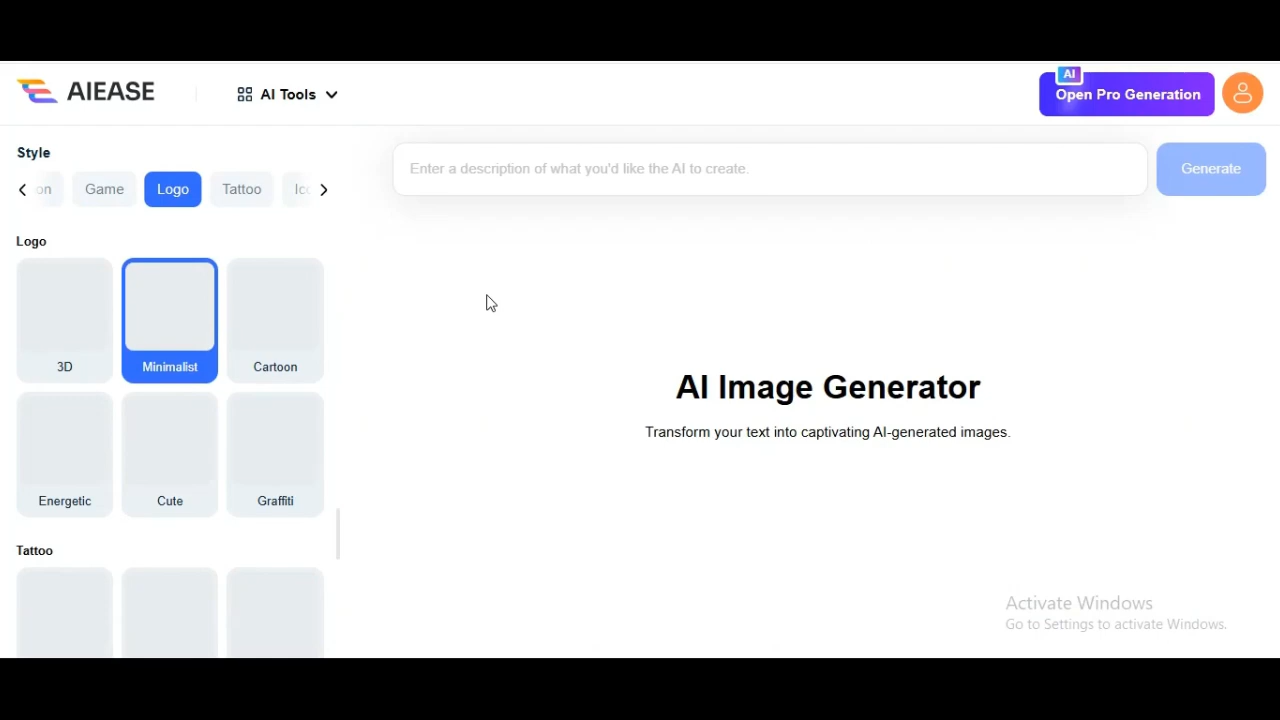 AIEASE
AI Tools
AI
Open Pro Generation
Style
on
Game
Logo
Tattoo
Enter a description of what you'd like the AI to create.
Generate
Logo
3D
Minimalist
Cartoon
Energetic
Cute
Graffiti
Tattoo
AI Image Generator
Transform your text into captivating AI-generated images.
Activate Windows
Go to Settings to activate Windows.